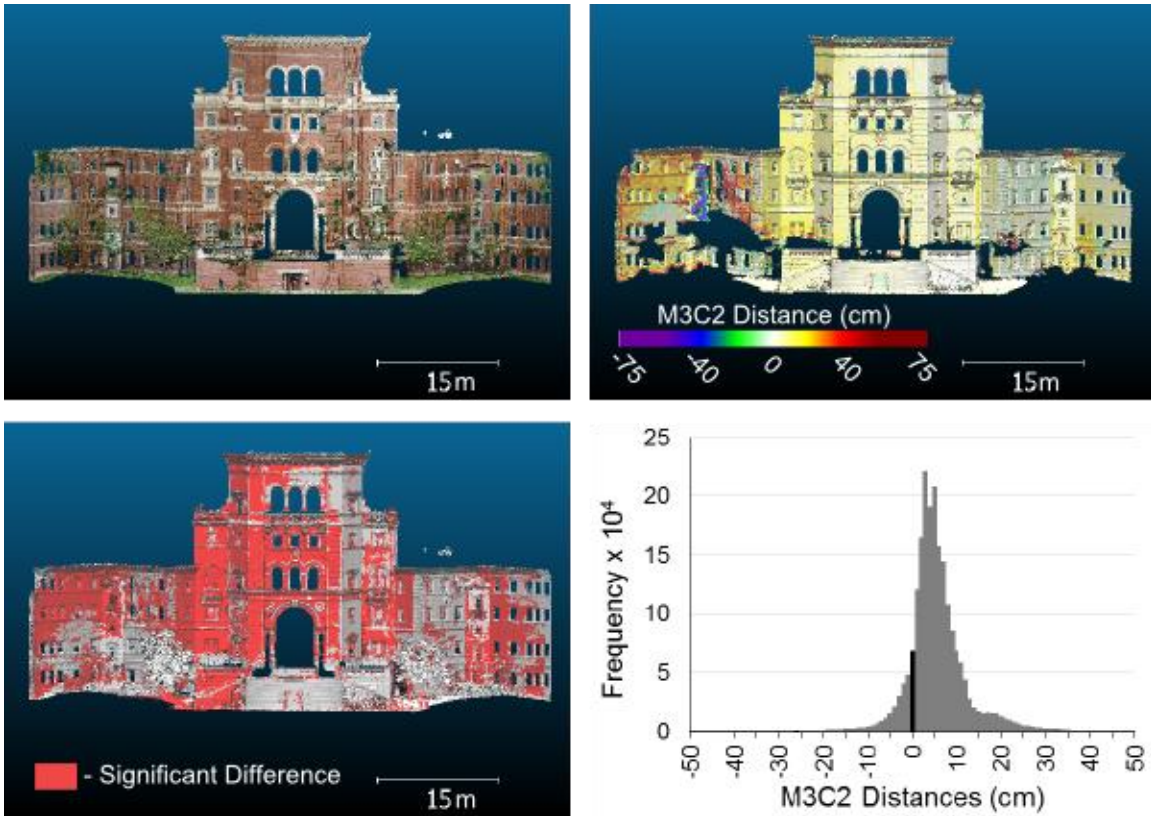 15m
M3C2 Distance (cm)
-75 -40 0 40 75
15m
- Significant Difference
15m
25
20
15
10
5
0
Frequency x 10⁴
-50 -40 -30 -20 -10 0 10 20 30 40 50
M3C2 Distances (cm)